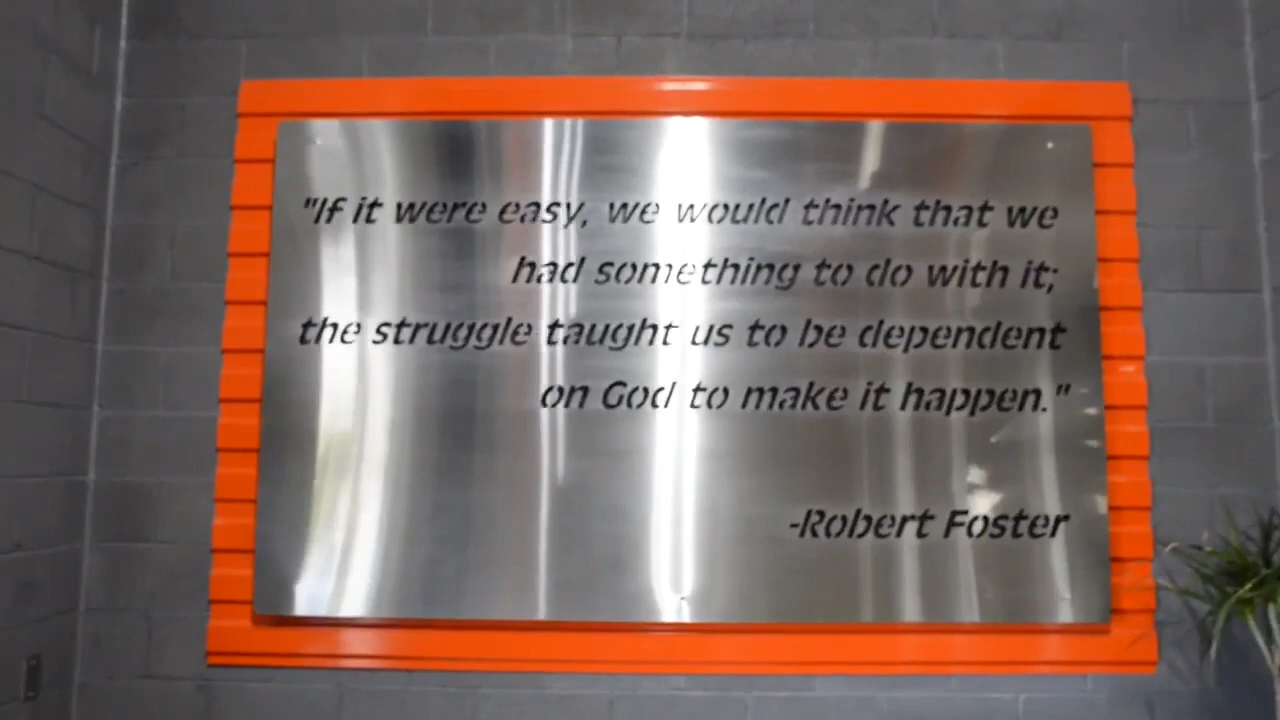 "If it were easy, we would think that we
had something to do with it;
the struggle taught us to be dependent
on God to make it happen."
-Robert Foster